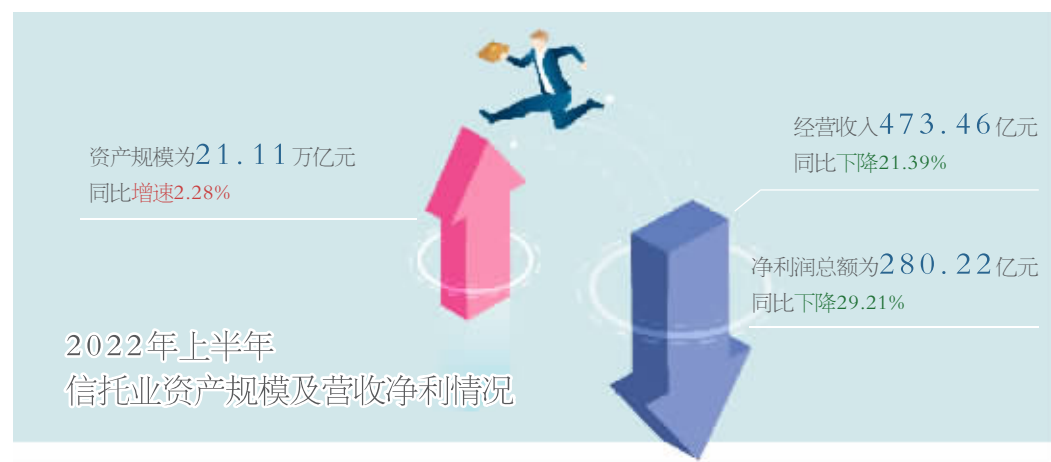 资产规模为21.11万亿元
同比增速2.28%
经营收入473.46亿元
同比下降21.39%
净利润总额为280.22亿元
同比下降29.21%
2022年上半年
信托业资产规模及营收净利情况